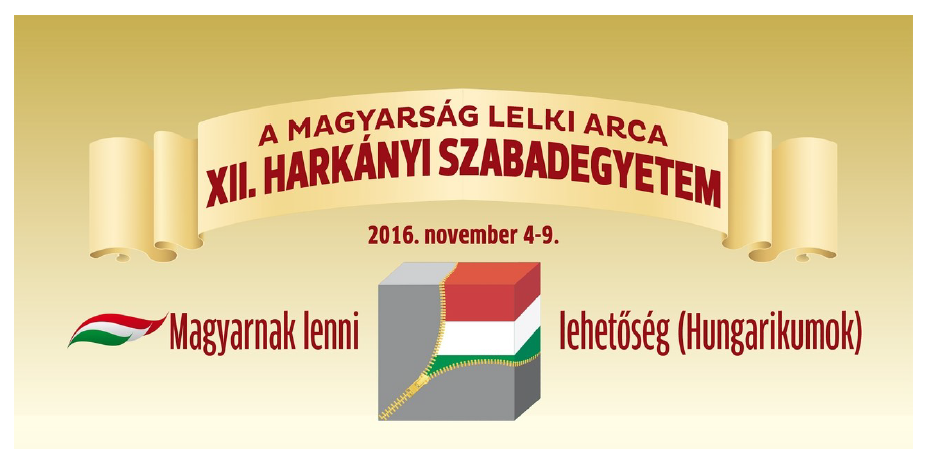 A MAGYARSÁG LELKI ARCA
XII. HARKÁNYI SZABADEGYETEM
2016. november 4-9.
Magyarnak lenni lehetőség (Hungarikumok)